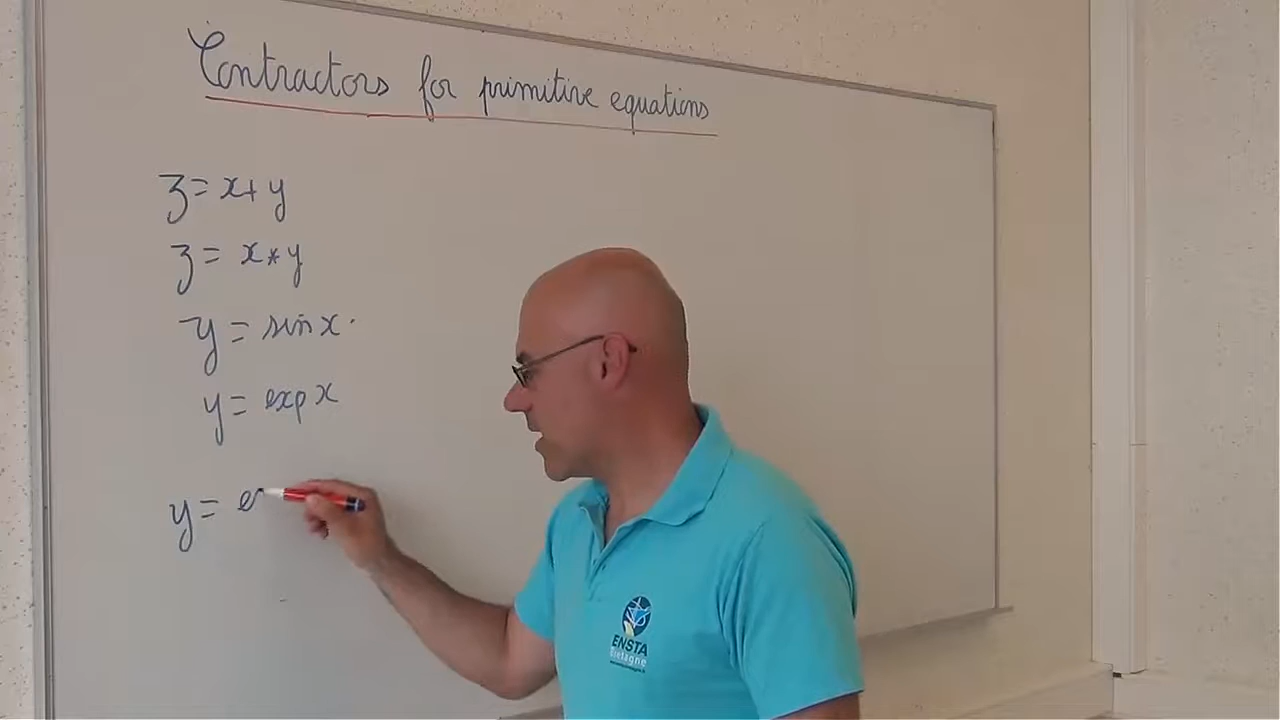 Contractors for primitive equations
z = x + y
z = x * y
y = sin x.
y = exp x
y = e
ENSTA
Bretagne